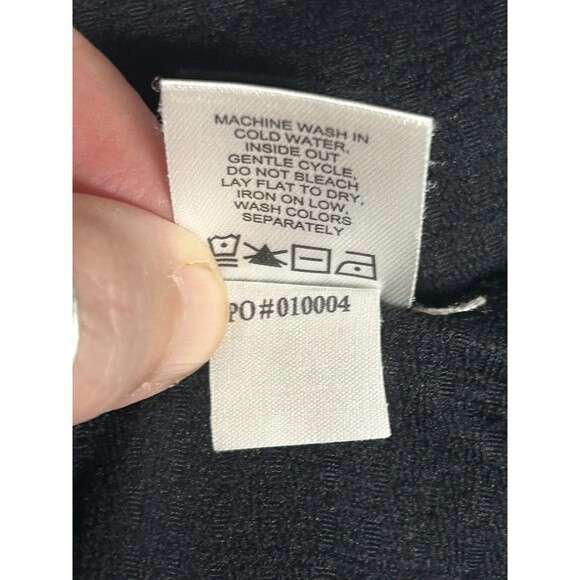 MACHINE WASH IN
COLD WATER,
INSIDE OUT
GENTLE CYCLE,
DO NOT BLEACH
LAY FLAT TO DRY,
IRON ON LOW,
WASH COLORS
SEPARATELY
PO#010004